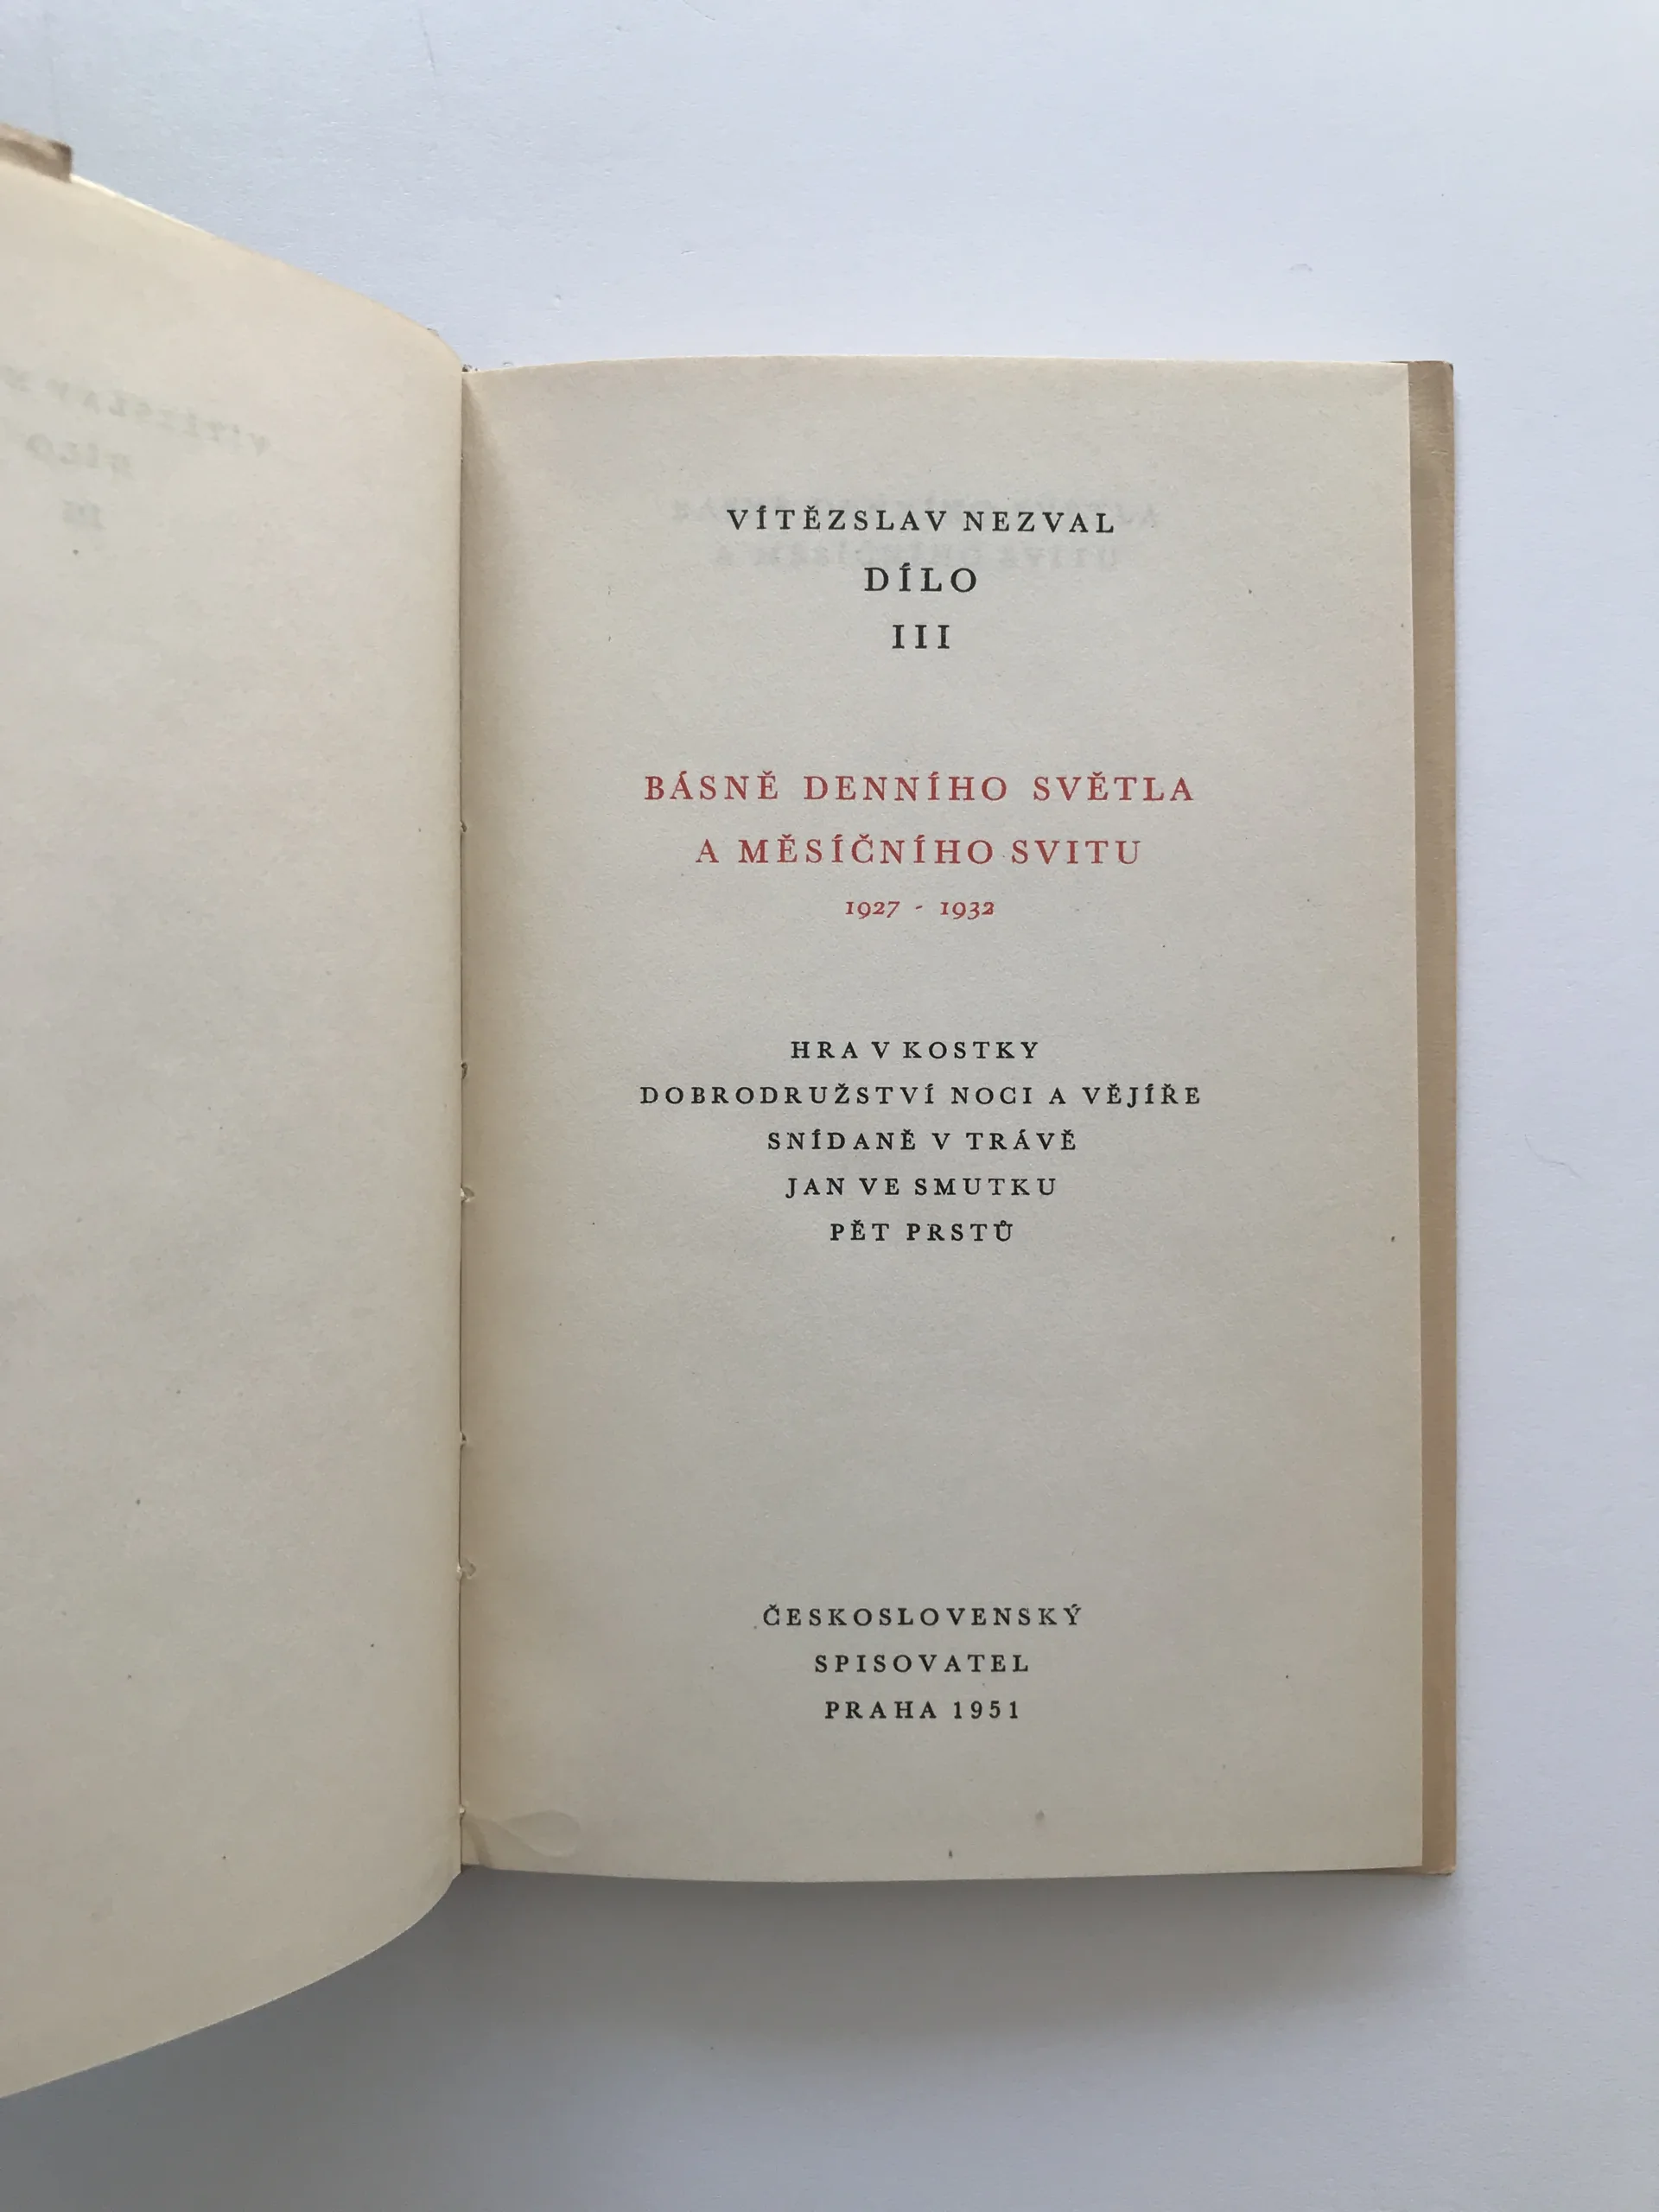 VÍTĚZSLAV NEZVAL
DÍLO
III
BÁSNĚ DENNÍHO SVĚTLA
A MĚSÍČNÍHO SVITU
1927 - 1932
HRA V KOSTKY
DOBRODRUŽSTVÍ NOCI A VĚJÍŘE
SNÍDANĚ V TRÁVĚ
JAN VE SMUTKU
PĚT PRSTŮ
ČESKOSLOVENSKÝ
SPISOVATEL
PRAHA 1951